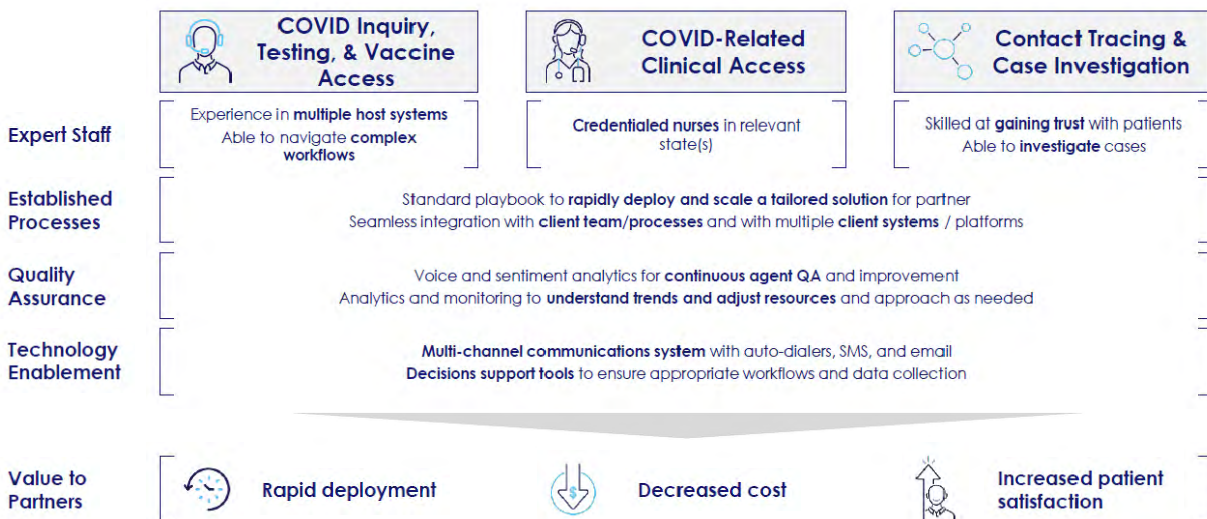 COVID Inquiry,
Testing, & Vaccine
Access
COVID-Related
Clinical Access
Contact Tracing &
Case Investigation
Expert Staff
Experience in multiple host systems
Able to navigate complex
workflows
Credentialed nurses in relevant
state(s)
Skilled at gaining trust with patients
Able to investigate cases
Established
Processes
Standard playbook to rapidly deploy and scale a tailored solution for partner
Seamless integration with client team/processes and with multiple client systems / platforms
Quality
Assurance
Voice and sentiment analytics for continuous agent QA and improvement
Analytics and monitoring to understand trends and adjust resources and approach as needed
Technology
Enablement
Multi-channel communications system with auto-dialers, SMS, and email
Decisions support tools to ensure appropriate workflows and data collection
Value to
Partners
Rapid deployment
$
Decreased cost
Increased patient
satisfaction